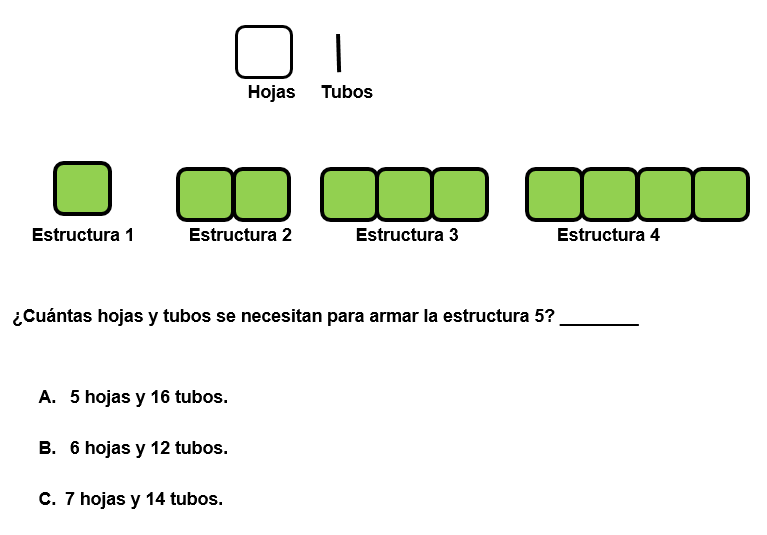 Hojas Tubos
Estructura 1 Estructura 2 Estructura 3 Estructura 4
¿Cuántas hojas y tubos se necesitan para armar la estructura 5? ________
A. 5 hojas y 16 tubos.
B. 6 hojas y 12 tubos.
C. 7 hojas y 14 tubos.